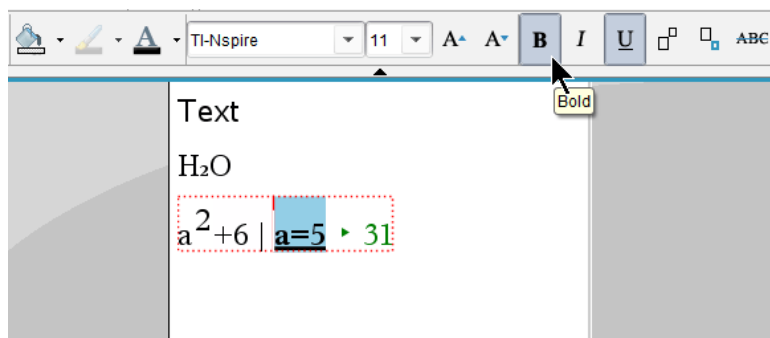 A TI-Nspire 11 A A B I U ABC
Bold
Text
H₂O
a²+6 | a=5 ▸ 31